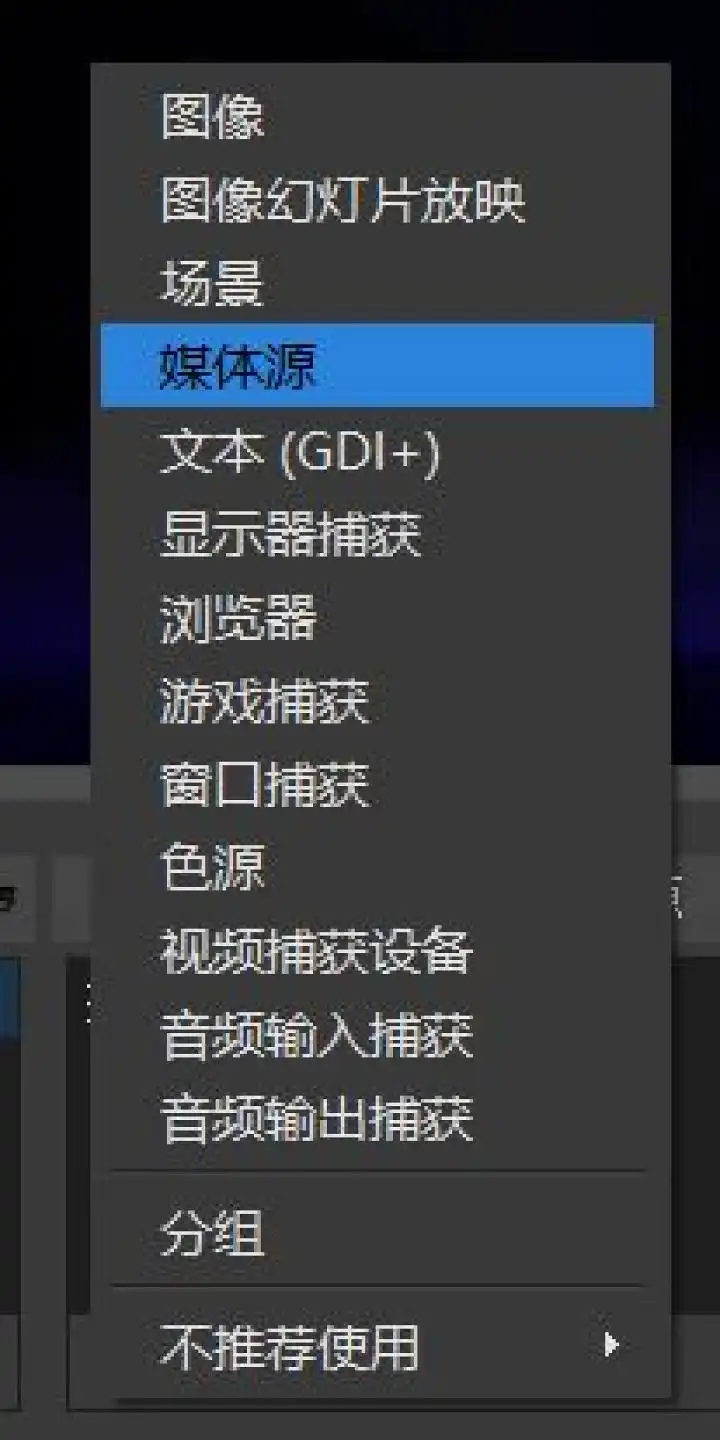 图像
图像幻灯片放映
场景
媒体源
文本 (GDI+)
显示器捕获
浏览器
游戏捕获
窗口捕获
色源
视频捕获设备
音频输入捕获
音频输出捕获
分组
不推荐使用